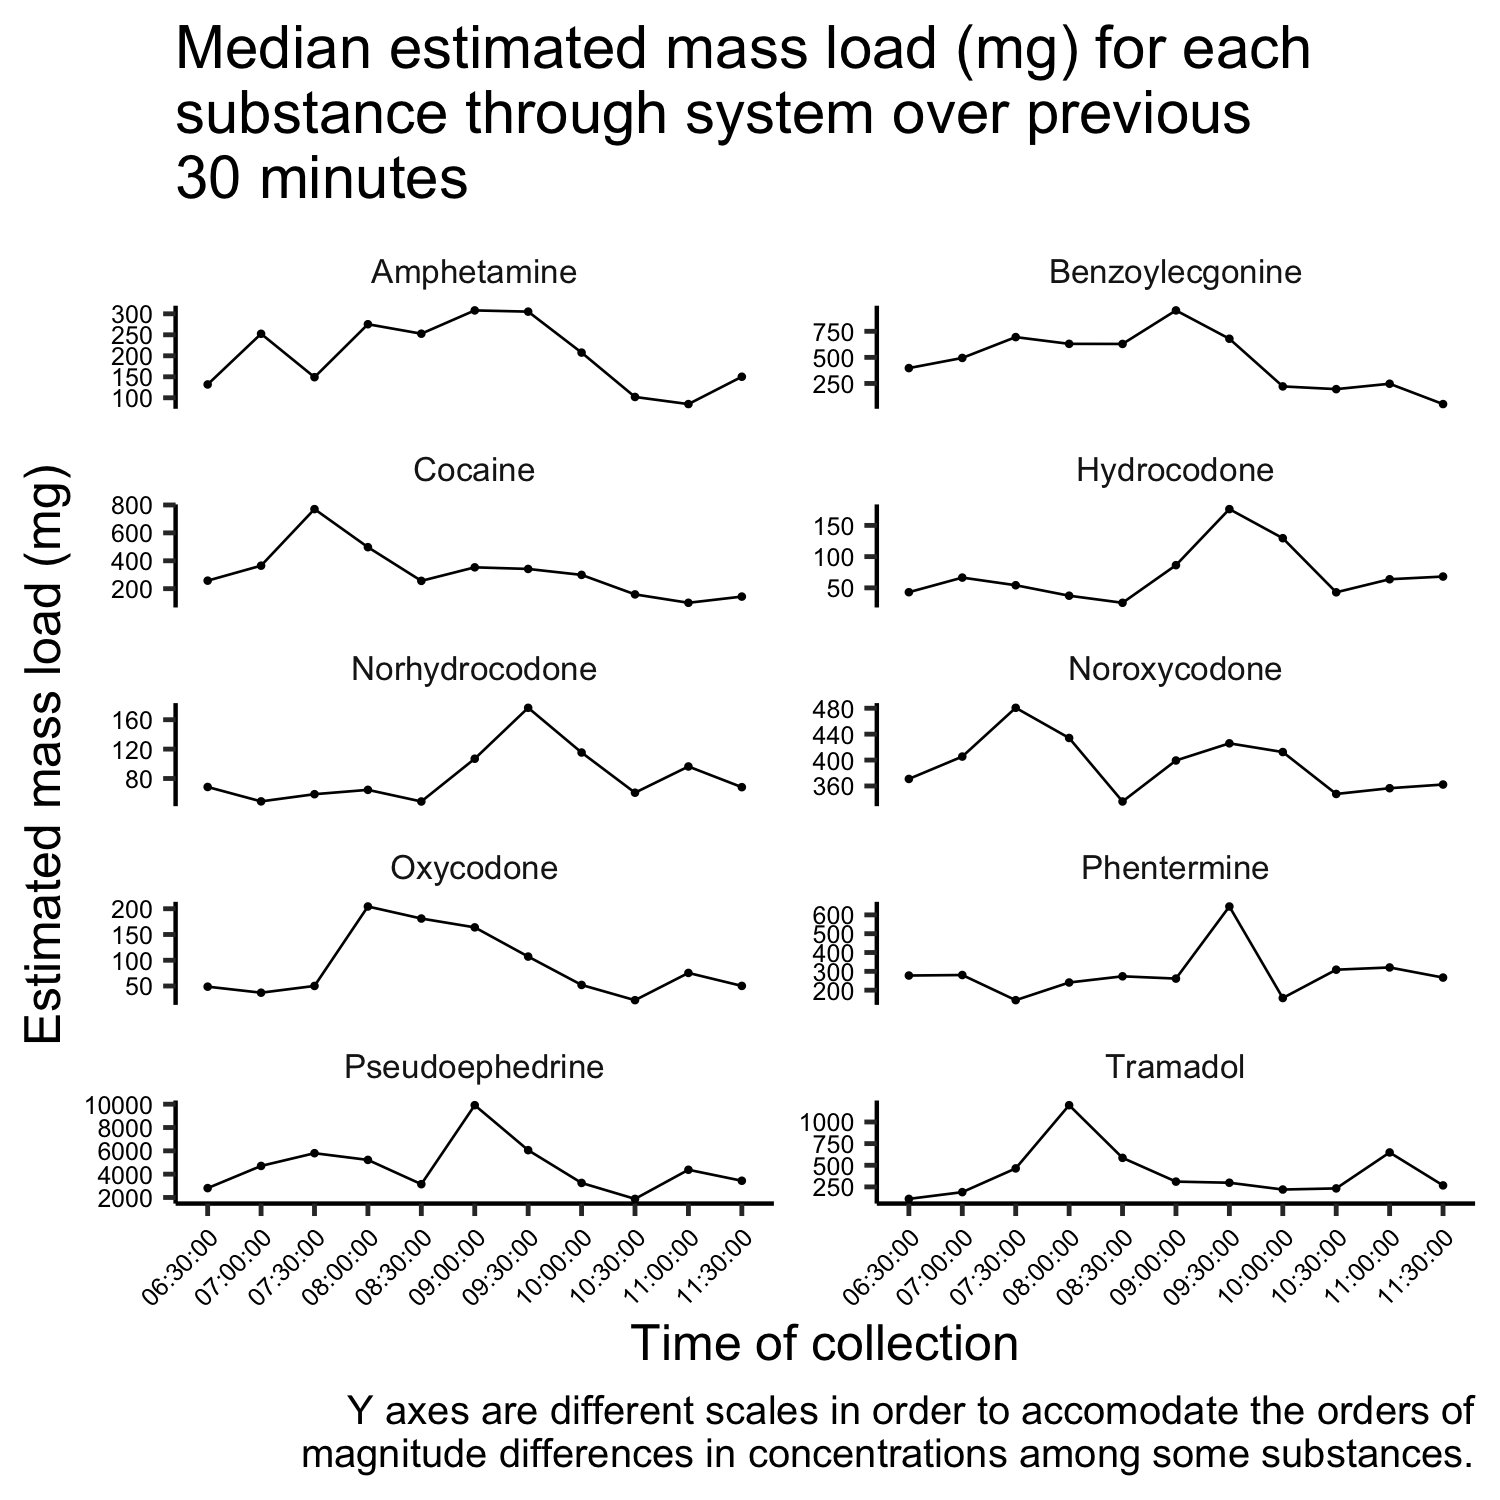 Median estimated mass load (mg) for each
substance through system over previous
30 minutes
Estimated mass load (mg)
Amphetamine
300
250
200
150
100
Benzoylecgonine
750
500
250
Cocaine
800
600
400
200
Hydrocodone
150
100
50
Norhydrocodone
160
120
80
Noroxycodone
480
440
400
360
Oxycodone
200
150
100
50
Phentermine
600
500
400
300
200
Pseudoephedrine
10000
8000
6000
4000
2000
Tramadol
1000
750
500
250
06:30:00 07:00:00 07:30:00 08:00:00 08:30:00 09:00:00 09:30:00 10:00:00 10:30:00 11:00:00 11:30:00
06:30:00 07:00:00 07:30:00 08:00:00 08:30:00 09:00:00 09:30:00 10:00:00 10:30:00 11:00:00 11:30:00
Time of collection
Y axes are different scales in order to accomodate the orders of
magnitude differences in concentrations among some substances.